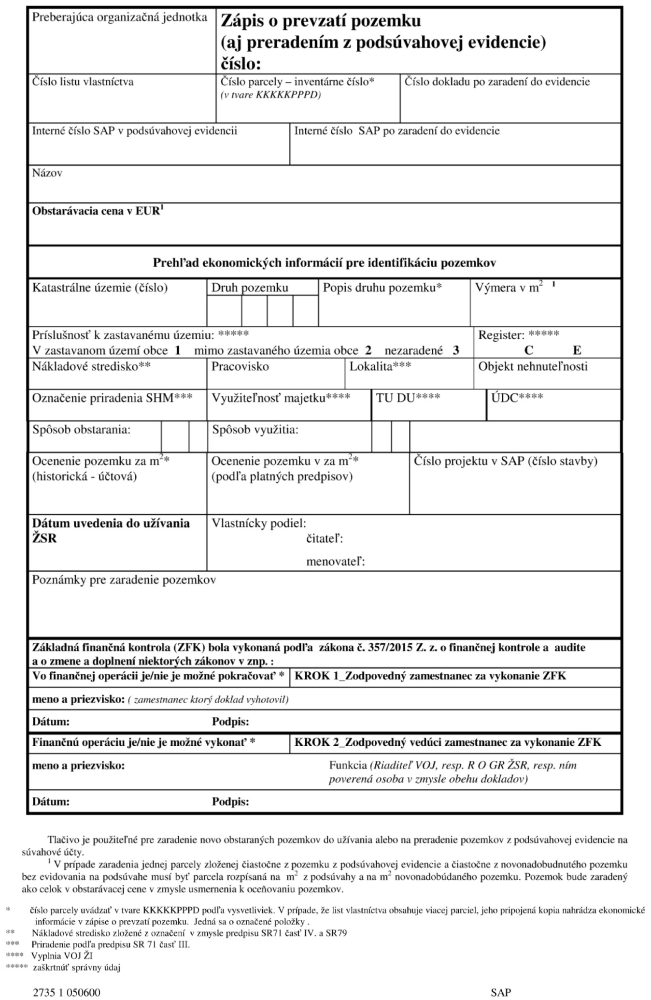 Preberajúca organizačná jednotka
Zápis o prevzatí pozemku
(aj preradením z podsúvahovej evidencie)
číslo:
Číslo listu vlastníctva
Číslo parcely – inventárne číslo*
(v tvare KKKKKPPPD)
Číslo dokladu po zaradení do evidencie
Interné číslo SAP v podsúvahovej evidencii
Interné číslo SAP po zaradení do evidencie
Názov
Obstarávacia cena v EUR¹
Prehľad ekonomických informácií pre identifikáciu pozemkov
Katastrálne územie (číslo)
Druh pozemku
Popis druhu pozemku*
Výmera v m² ¹
Príslušnosť k zastavanému územiu: *****
V zastavanom území obce 1 mimo zastavaného územia obce 2 nezaradené 3
Register: *****
C E
Nákladové stredisko**
Pracovisko
Lokalita***
Objekt nehnuteľnosti
Označenie priradenia SHM***
Využiteľnosť majetku****
TU DU****
ÚDC****
Spôsob obstarania:
Spôsob využitia:
Ocenenie pozemku za m²*
(historická - účtová)
Ocenenie pozemku v za m²*
(podľa platných predpisov)
Číslo projektu v SAP (číslo stavby)
Dátum uvedenia do užívania
ŽSR
Vlastnícky podiel:
čitateľ:
menovateľ:
Poznámky pre zaradenie pozemkov
Základná finančná kontrola (ZFK) bola vykonaná podľa zákona č. 357/2015 Z. z. o finančnej kontrole a audite
a o zmene a doplnení niektorých zákonov v znp. :
Vo finančnej operácii je/nie je možné pokračovať *
KROK 1_Zodpovedný zamestnanec za vykonanie ZFK
meno a priezvisko: ( zamestnanec ktorý doklad vyhotovil)
Dátum: Podpis:
Finančnú operáciu je/nie je možné vykonať *
KROK 2_Zodpovedný vedúci zamestnanec za vykonanie ZFK
meno a priezvisko:
Funkcia (Riaditeľ VOJ, resp. R O GR ŽSR, resp. ním
poverená osoba v zmysle obehu dokladov)
Dátum: Podpis:
Tlačivo je použiteľné pre zaradenie novo obstaraných pozemkov do užívania alebo na preradenie pozemkov z podsúvahovej evidencie na
súvahové účty.
¹ V prípade zaradenia jednej parcely zloženej čiastočne z pozemku z podsúvahovej evidencie a čiastočne z novonadobudnutého pozemku
bez evidovania na podsúvahe musí byť parcela rozpísaná na m² z podsúvahy a na m² novonadobúdaného pozemku. Pozemok bude zaradený
ako celok v obstarávacej cene v zmysle usmernenia k oceňovaniu pozemkov.
* číslo parcely uvádzať v tvare KKKKKPPPD podľa vysvetliviek. V prípade, že list vlastníctva obsahuje viacej parciel, jeho pripojená kopia nahrádza ekonomické
informácie v zápise o prevzatí pozemku. Jedná sa o označené položky .
** Nákladové stredisko zložené z označení v zmysle predpisu SR71 časť IV. a SR79
*** Priradenie podľa predpisu SR 71 časť III.
**** Vyplnia VOJ ŽI
***** zaškrtnúť správny údaj
2735 1 050600 SAP